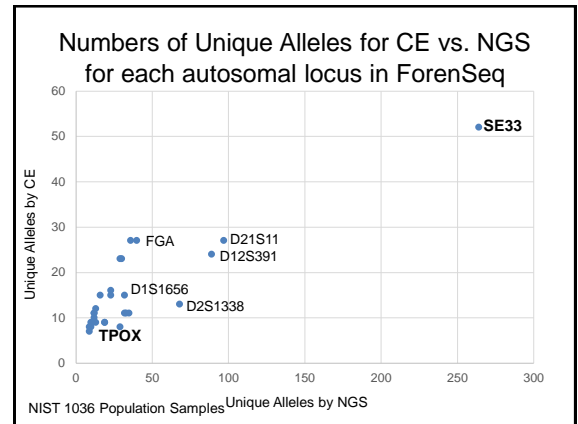 Numbers of Unique Alleles for CE vs. NGS
for each autosomal locus in ForenSeq
60
50
40
30
20
10
0
Unique Alleles by CE
SE33
FGA
D21S11
D12S391
D1S1656
D2S1338
TPOX
0 50 100 150 200 250 300
Unique Alleles by NGS
NIST 1036 Population Samples